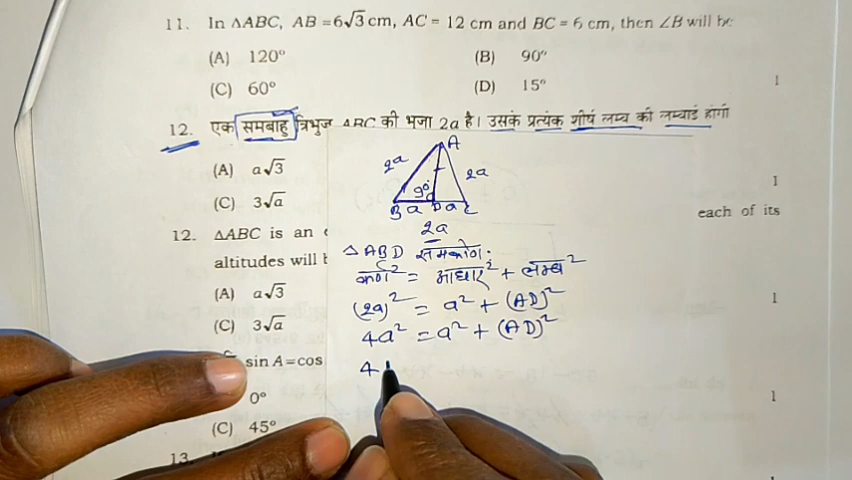 11. In ΔABC, AB = 6√3 cm, AC = 12 cm and BC = 6 cm, then ∠B will be
(A) 120° (B) 90°
(C) 60° (D) 15°
1
12. एक समबाहु त्रिभुज ABC की भुजा 2a है। उसके प्रत्येक शीर्ष लम्ब की लम्बाई होगी
(A) a√3
1
(C) 3√a
each of its
12. ΔABC is an
altitudes will
(A) a√3
1
(C) 3√a
sin A = cos
0°
1
(C) 45°
13.
A
2a 2a
90°
B a D a C
2a
Δ ABD समकोण.
कर्ण² = आधार² + लम्ब²
(2a)² = a² + (AD)²
4a² = a² + (AD)²
4